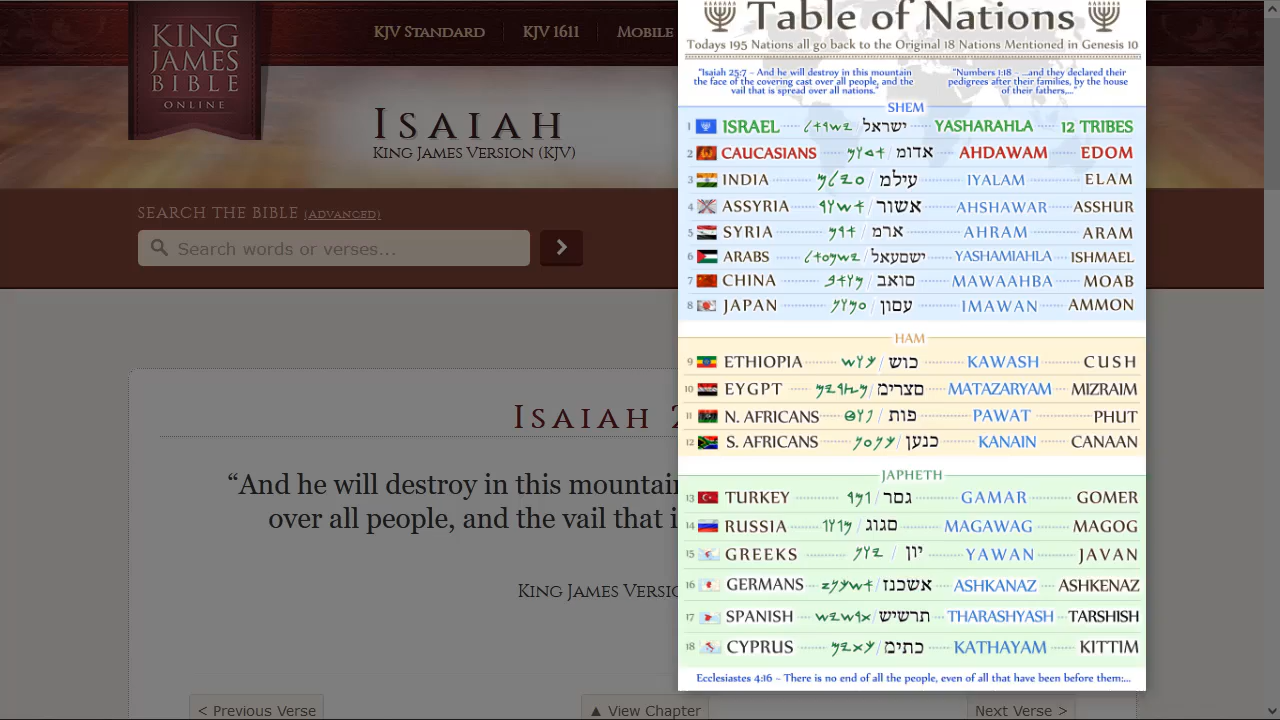 KING
JAMES
BIBLE
ONLINE
KJV Standard KJV 1611 Mobile
Isaiah
King James Version (KJV)
SEARCH THE BIBLE (Advanced)
Search words or verses...
Isaiah 2
“And he will destroy in this mountai
over all people, and the vail that i
King James Versio
< Previous Verse ▲ View Chapter Next Verse >
Table of Nations
Todays 195 Nations all go back to the Original 18 Nations Mentioned in Genesis 10
"Isaiah 25:7 - And he will destroy in this mountain
the face of the covering cast over all people, and the
vail that is spread over all nations."
"Numbers 1:18 - ...and they declared their
pedigrees after their families, by the house
of their fathers,..."
SHEM
1 ISRAEL ישראל YASHARAHLA 12 TRIBES
2 CAUCASIANS / אדום AHDAWAM EDOM
3 INDIA / עילם IYALAM ELAM
4 ASSYRIA / אשור AHSHAWAR ASSHUR
5 SYRIA / ארם AHRAM ARAM
6 ARABS / ישמעאל YASHAMIAHLA ISHMAEL
7 CHINA / מואב MAWAAHBA MOAB
8 JAPAN / עמון IMAWAN AMMON
HAM
9 ETHIOPIA / כוש KAWASH CUSH
10 EYGPT / מצרים MATAZARYAM MIZRAIM
11 N. AFRICANS / פות PAWAT PHUT
12 S. AFRICANS / כנען KANAIN CANAAN
JAPHETH
13 TURKEY / גמר GAMAR GOMER
14 RUSSIA / מגוג MAGAWAG MAGOG
15 GREEKS / יון YAWAN JAVAN
16 GERMANS / אשכנז ASHKANAZ ASHKENAZ
17 SPANISH / תרשיש THARASHYASH TARSHISH
18 CYPRUS / כתים KATHAYAM KITTIM
Ecclesiastes 4:16 - There is no end of all the people, even of all that have been before them:...